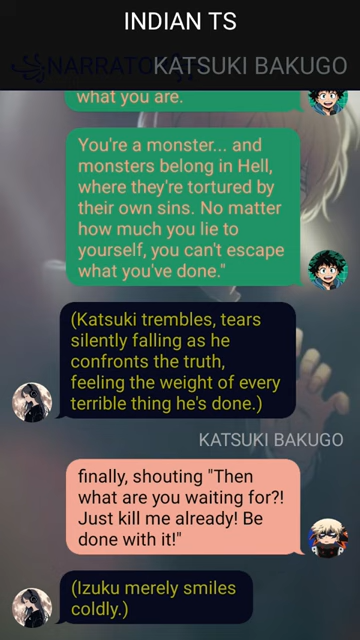 INDIAN TS
NARRATO
KATSUKI BAKUGO
what you are.
You're a monster... and
monsters belong in Hell,
where they're tortured by
their own sins. No matter
how much you lie to
yourself, you can't escape
what you've done."
(Katsuki trembles, tears
silently falling as he
confronts the truth,
feeling the weight of every
terrible thing he's done.)
KATSUKI BAKUGO
finally, shouting "Then
what are you waiting for?!
Just kill me already! Be
done with it!"
(Izuku merely smiles
coldly.)